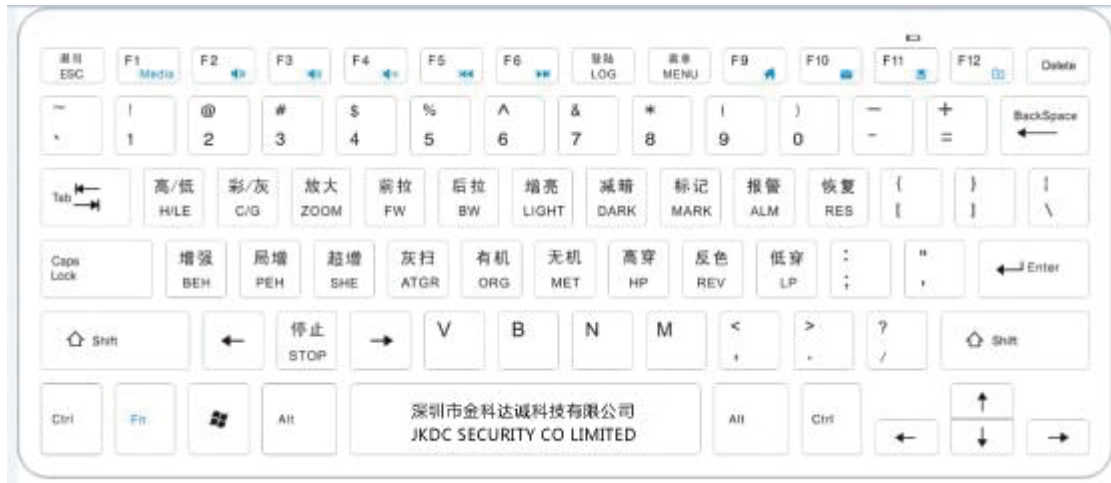 退出 F1 F2 F3 F4 F5 F6 登陆 菜单 F9 F10 F11 F12 Delete
ESC Media LOG MENU
~ ! @ # $ % ^ & * ( ) — + BackSpace
` 1 2 3 4 5 6 7 8 9 0 - =
Tab 高/低 彩/灰 放大 前拉 后拉 增亮 减暗 标记 报警 恢复 { } |
H/LE C/G ZOOM FW BW LIGHT DARK MARK ALM RES [ ] \
Caps 增强 局增 超增 灰扫 有机 无机 高穿 反色 低穿 : " Enter
Lock BEH PEH SHE ATGR ORG MET HP REV LP ; '
Shift ← 停止 → V B N M < > ? Shift
STOP , . /
Ctrl Fn Alt 深圳市金科达诚科技有限公司 Alt Ctrl ↑
JKDC SECURITY CO LIMITED ← ↓ →